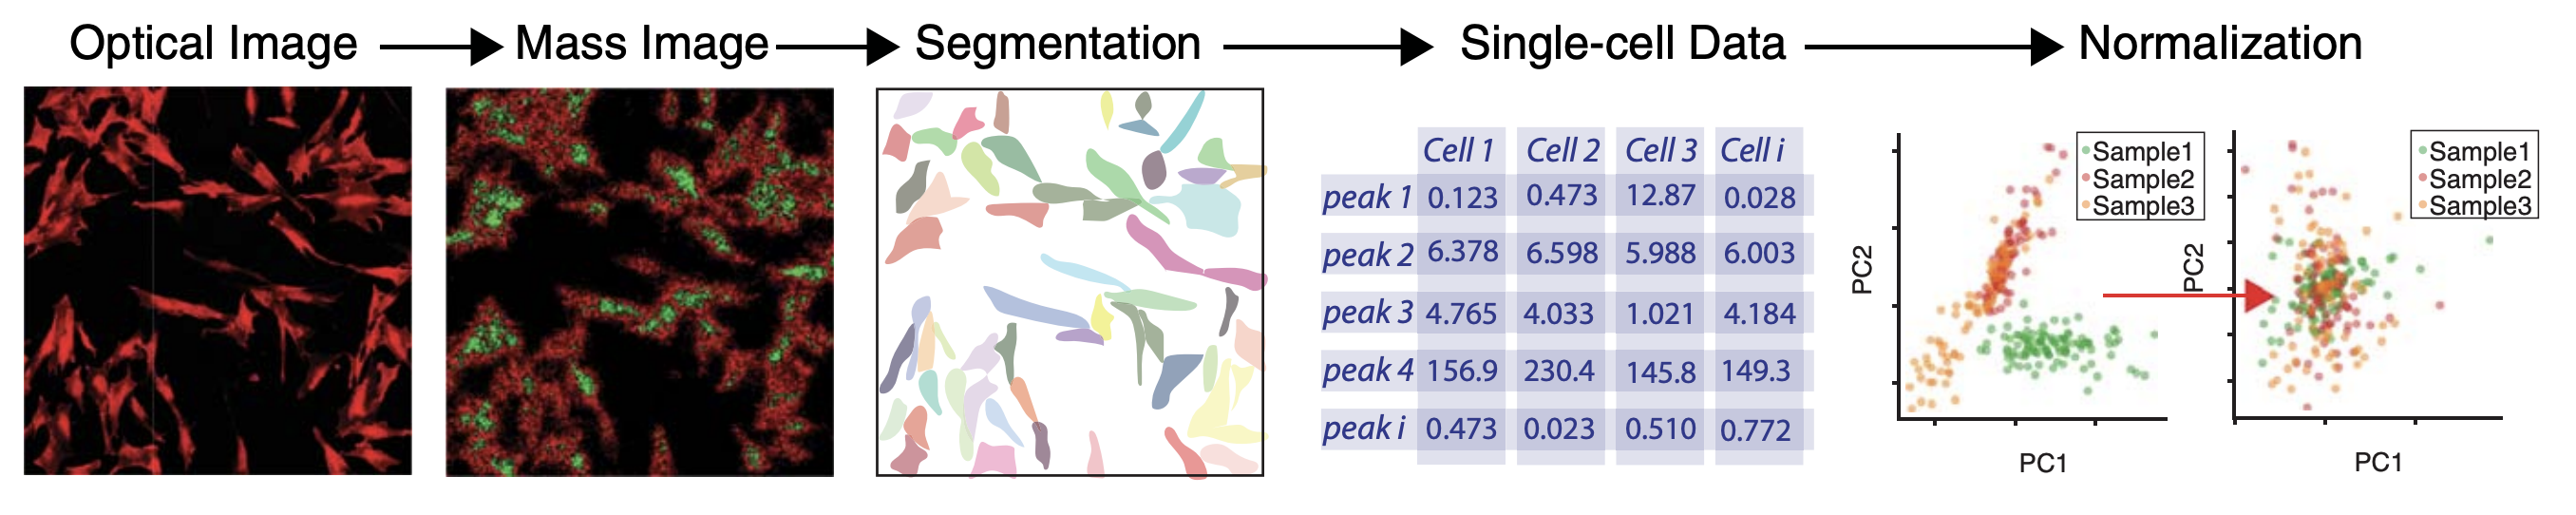 Optical Image
Mass Image
Segmentation
Single-cell Data
Normalization
Cell 1 Cell 2 Cell 3 Cell i
peak 1 0.123 0.473 12.87 0.028
peak 2 6.378 6.598 5.988 6.003
peak 3 4.765 4.033 1.021 4.184
peak 4 156.9 230.4 145.8 149.3
peak i 0.473 0.023 0.510 0.772
PC2
Sample1
Sample2
Sample3
PC1
PC2
Sample1
Sample2
Sample3
PC1